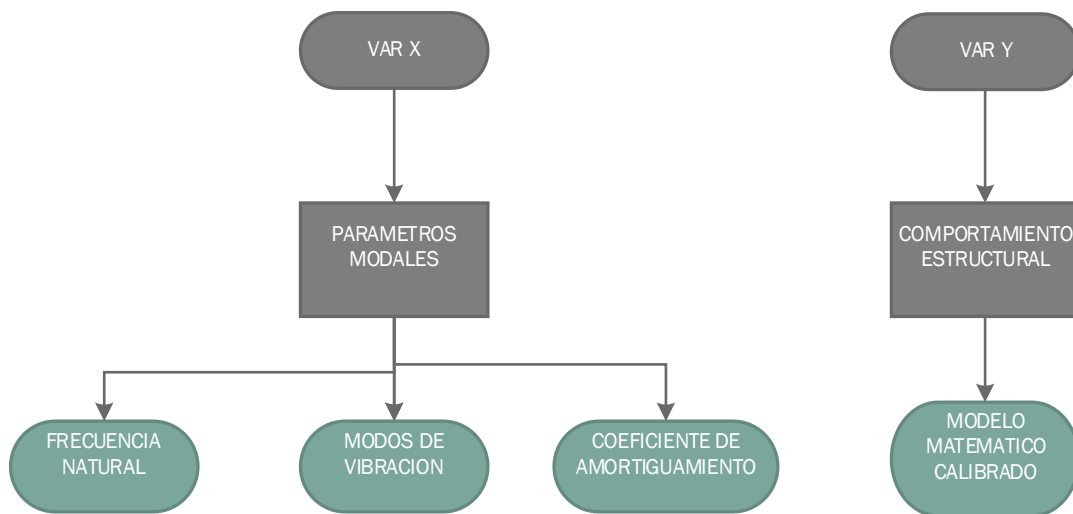 VAR X
VAR Y
PARAMETROS
MODALES
COMPORTAMIENTO
ESTRUCTURAL
FRECUENCIA
NATURAL
MODOS DE
VIBRACION
COEFICIENTE DE
AMORTIGUAMIENTO
MODELO
MATEMATICO
CALIBRADO